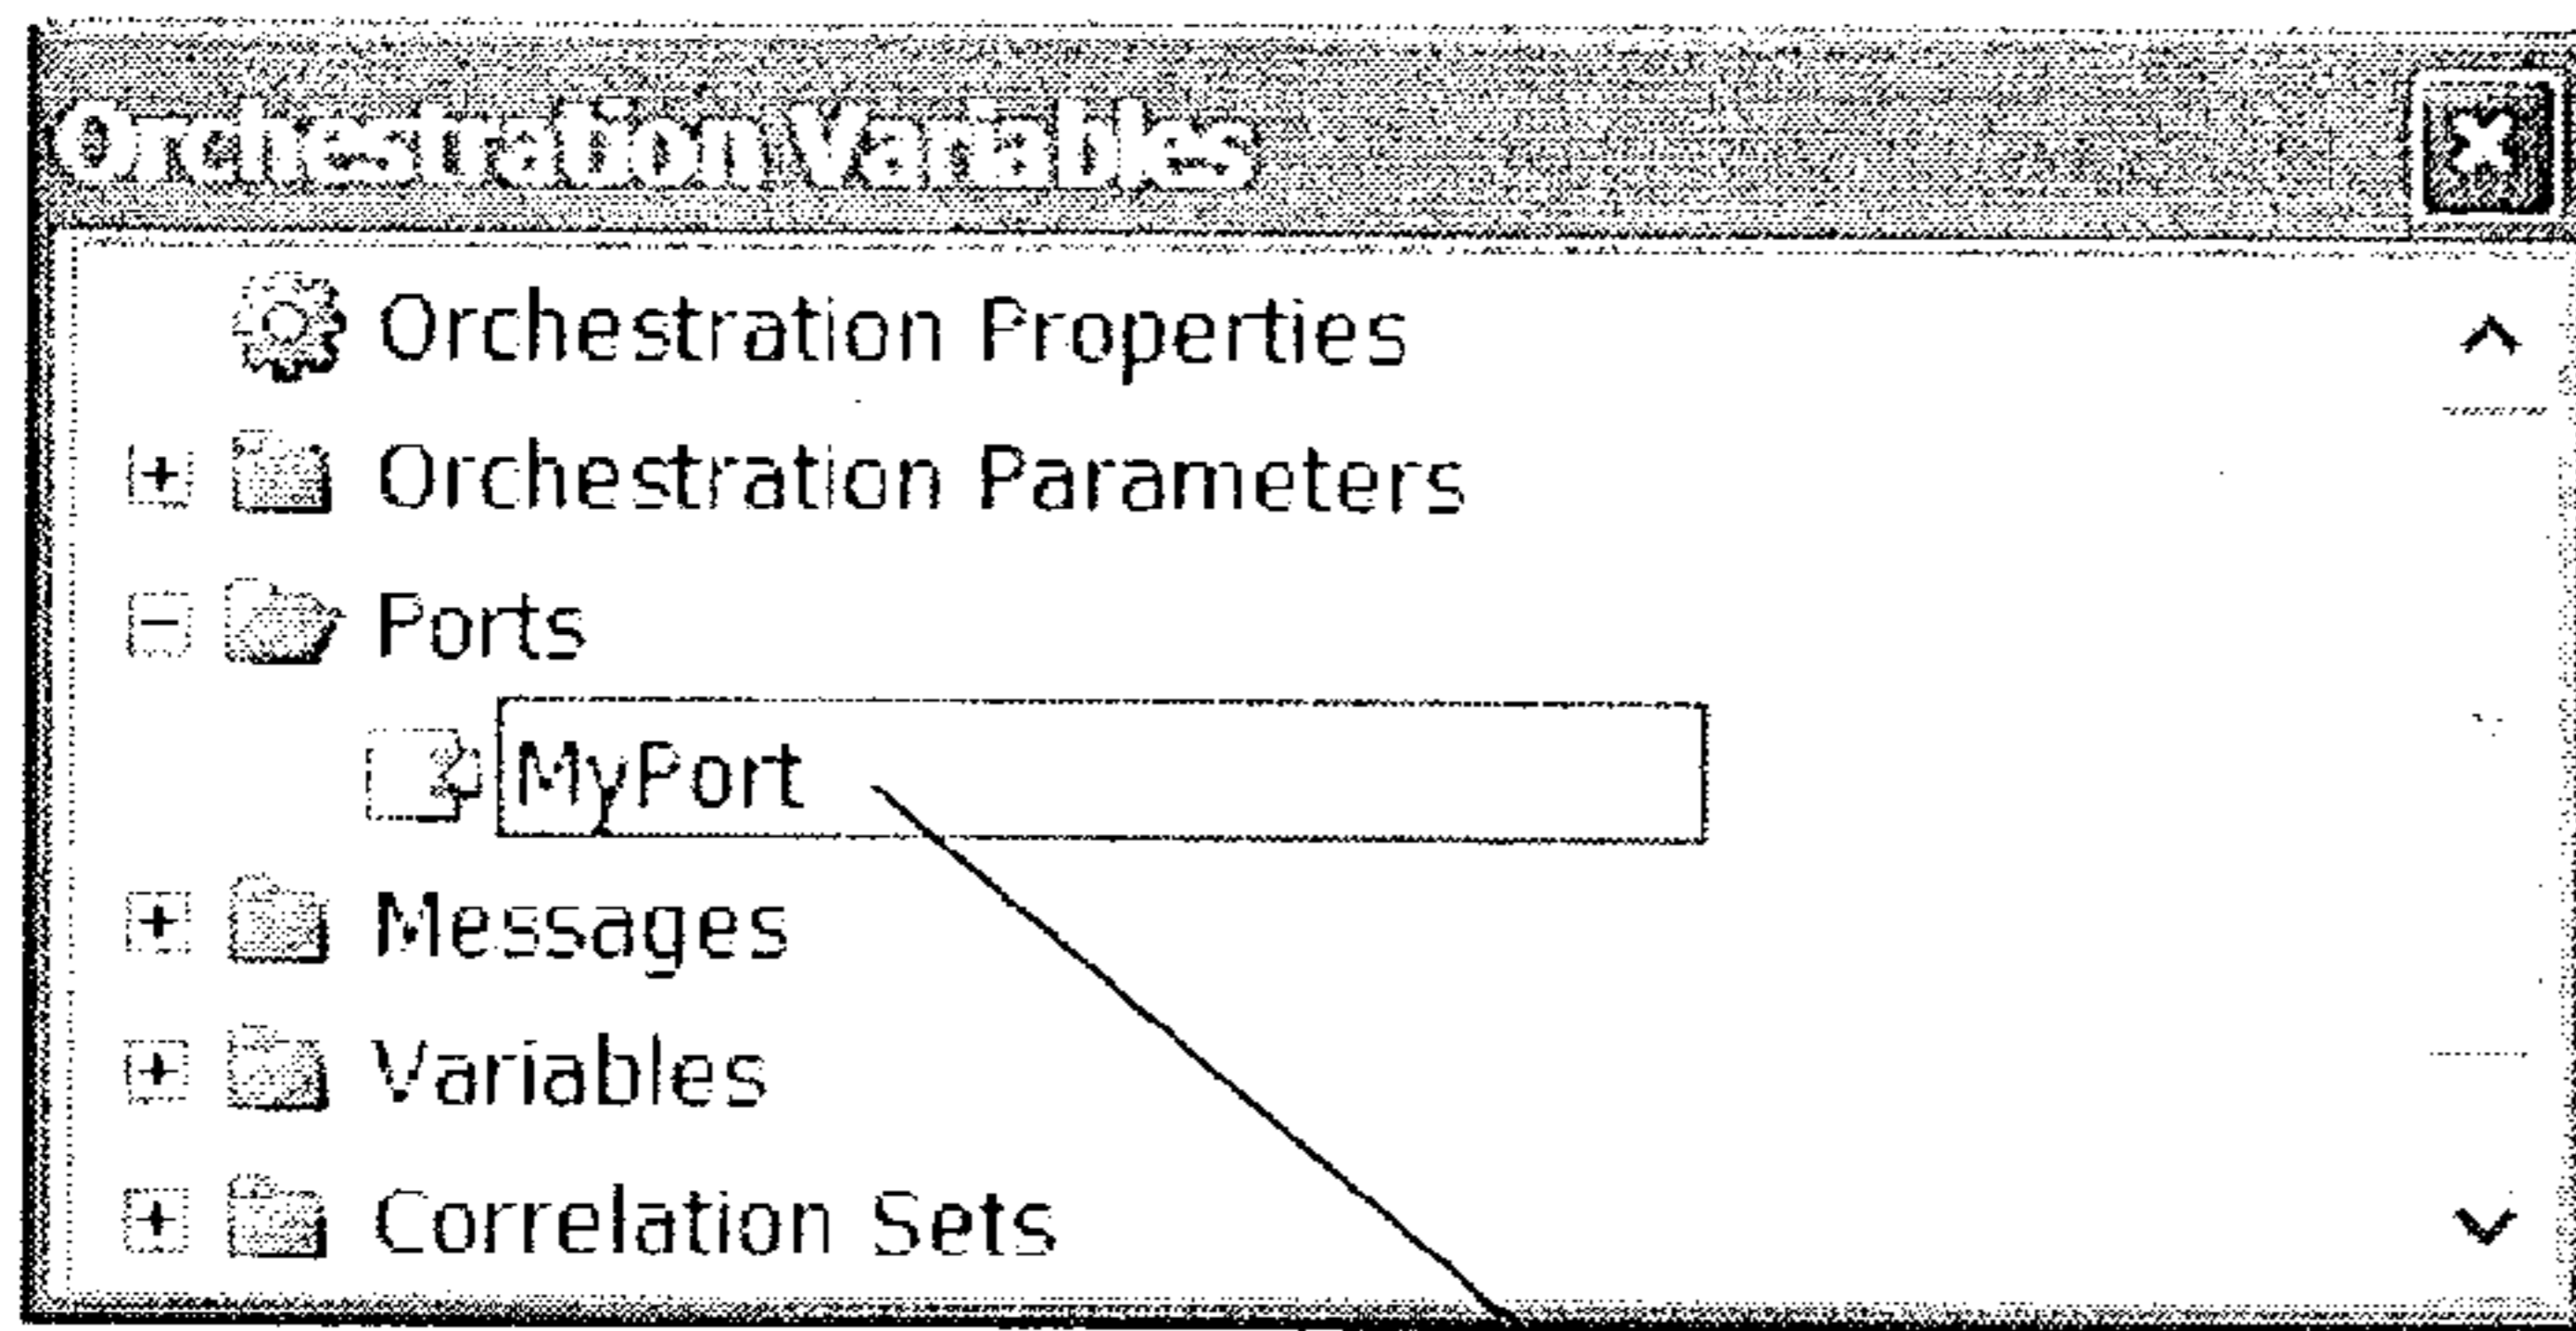 Orchestration Variables
Orchestration Properties
Orchestration Parameters
Ports
MyPort
Messages
Variables
Correlation Sets